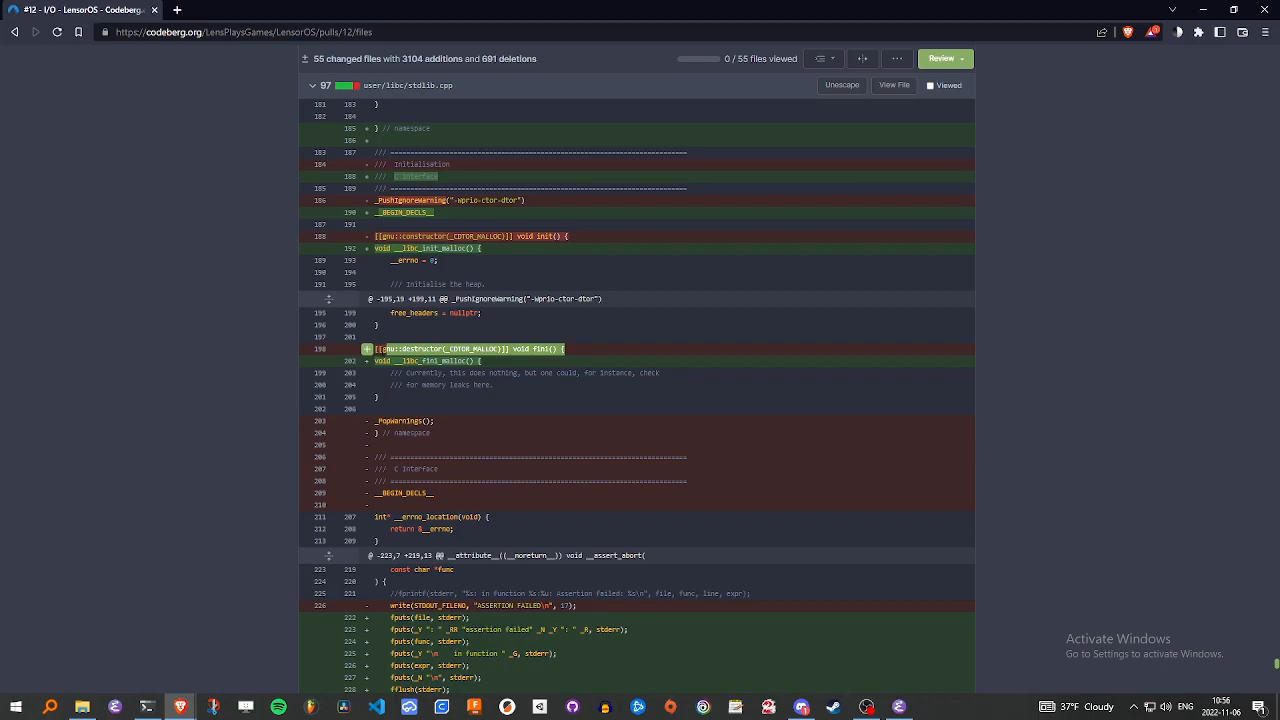 #12 - I/O - LensorOS - Codeberg.
https://codeberg.org/LensPlaysGames/LensorOS/pulls/12/files
55 changed files with 3104 additions and 691 deletions
0 / 55 files viewed
Review
97 user/libc/stdlib.cpp
Unescape
View File
Viewed
181 183 }
182 184
185 + } // namespace
186 +
183 187 /// ===========================================================================
184 - /// Initialisation
188 + /// C Interface
185 189 /// ===========================================================================
186 - _PushIgnoreWarning("-Wprio-ctor-dtor")
190 + __BEGIN_DECLS__
187 191
188 - [[gnu::constructor(_CDTOR_MALLOC)]] void init() {
192 + void __libc_init_malloc() {
189 193 __errno = 0;
190 194
191 195 /// Initialise the heap.
@ -195,19 +199,11 @@ _PushIgnoreWarning("-Wprio-ctor-dtor")
195 199 free_headers = nullptr;
196 200 }
197 201
198 + [[gnu::destructor(_CDTOR_MALLOC)]] void fini() {
202 + void __libc_fini_malloc() {
199 203 /// Currently, this does nothing, but one could, for instance, check
200 204 /// for memory leaks here.
201 205 }
202 206
203 - _PopWarnings();
204 - } // namespace
205 -
206 - /// ===========================================================================
207 - /// C Interface
208 - /// ===========================================================================
209 - __BEGIN_DECLS__
210 -
211 207 int* __errno_location(void) {
212 208 return &__errno;
213 209 }
@ -223,7 +219,13 @@ __attribute__((__noreturn__)) void __assert_abort(
223 219 const char *func
224 220 ) {
225 221 //fprintf(stderr, "%s: in function %s:%u: Assertion failed: %s\n", file, func, line, expr);
226 - write(STDOUT_FILENO, "ASSERTION FAILED\n", 17);
222 + fputs(file, stderr);
223 + fputs(_Y ": " _RR "assertion failed" _N _Y ": " _R, stderr);
224 + fputs(func, stderr);
225 + fputs(_Y "\n in function " _G, stderr);
226 + fputs(expr, stderr);
227 + fputs(_N "\n", stderr);
228 + fflush(stderr);
Activate Windows
Go to Settings to activate Windows.
37°F Cloudy
10:56
2022-11-06